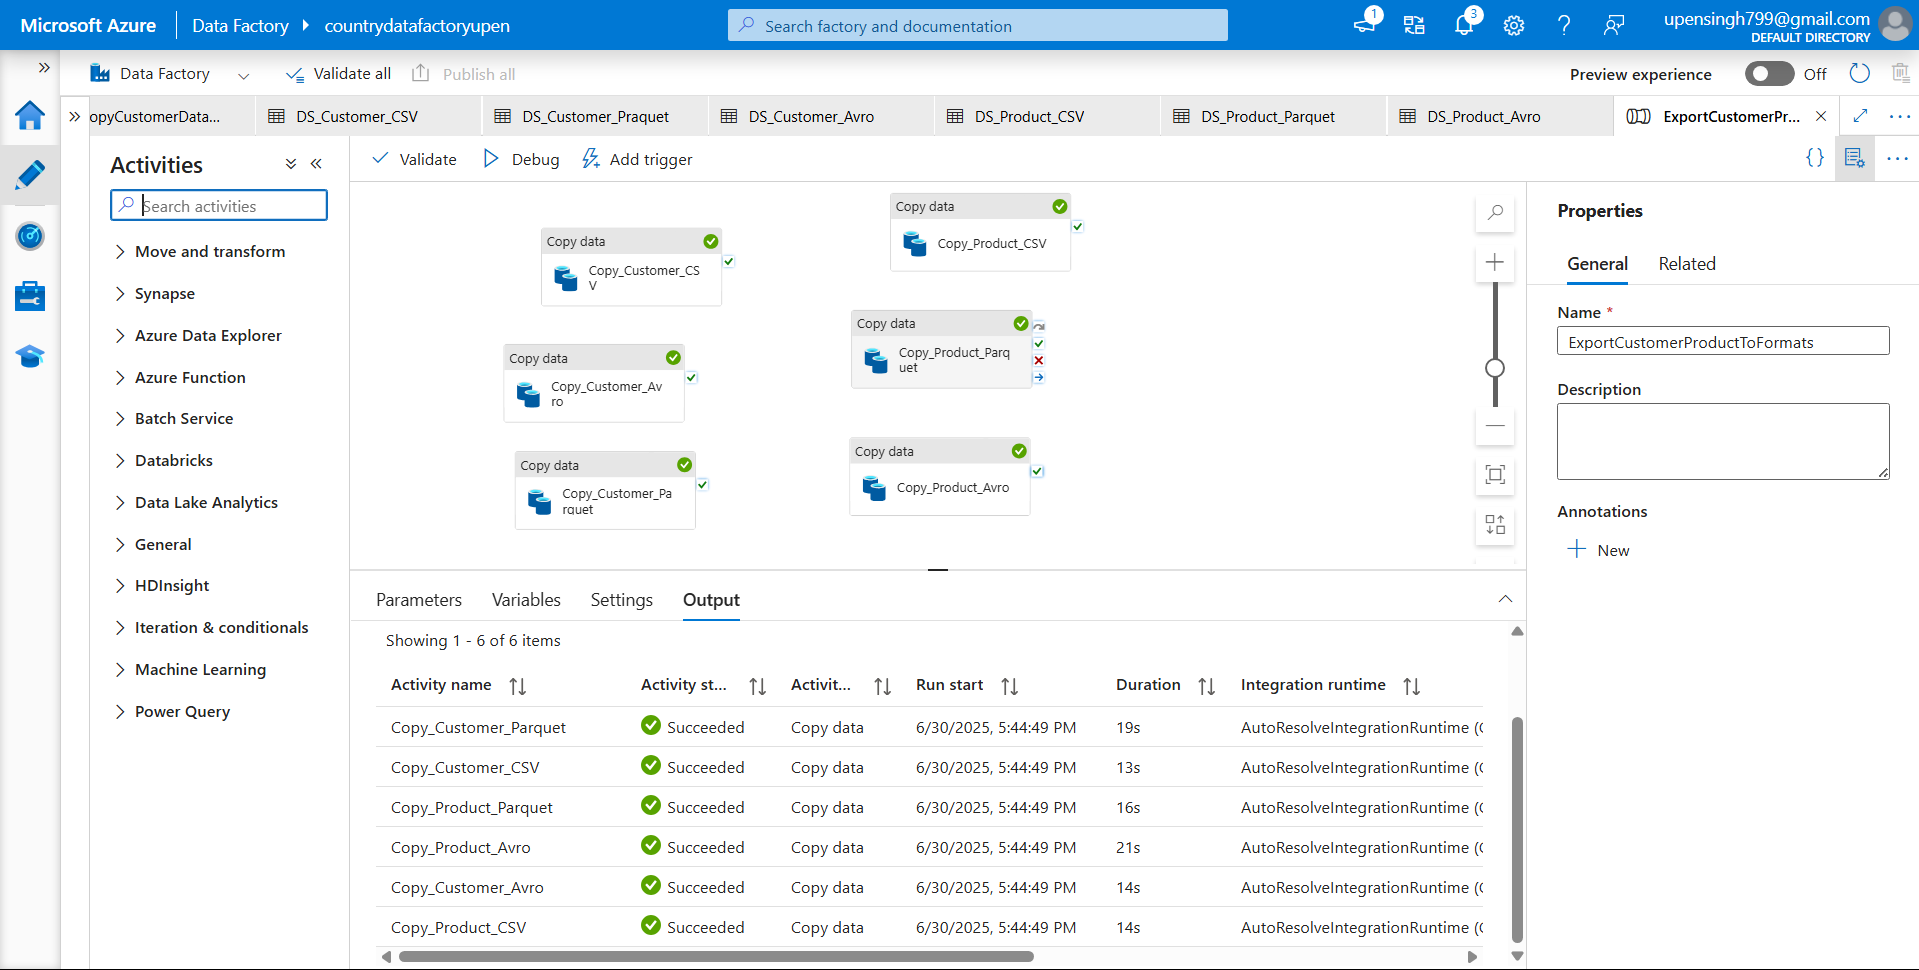 Microsoft Azure
Data Factory
countrydatafactoryupen
Search factory and documentation
1
3
upensingh799@gmail.com
DEFAULT DIRECTORY
Data Factory
Validate all
Publish all
Preview experience
Off
opyCustomerData...
DS_Customer_CSV
DS_Customer_Praquet
DS_Customer_Avro
DS_Product_CSV
DS_Product_Parquet
DS_Product_Avro
ExportCustomerPr...
Activities
Search activities
Move and transform
Synapse
Azure Data Explorer
Azure Function
Batch Service
Databricks
Data Lake Analytics
General
HDInsight
Iteration & conditionals
Machine Learning
Power Query
Validate
Debug
Add trigger
Copy data
Copy_Customer_CS
V
Copy data
Copy_Product_CSV
Copy data
Copy_Customer_Av
ro
Copy data
Copy_Product_Parq
uet
Copy data
Copy_Customer_Pa
rquet
Copy data
Copy_Product_Avro
Parameters
Variables
Settings
Output
Showing 1 - 6 of 6 items
Activity name
Activity st...
Activit...
Run start
Duration
Integration runtime
Copy_Customer_Parquet Succeeded Copy data 6/30/2025, 5:44:49 PM 19s AutoResolveIntegrationRuntime (
Copy_Customer_CSV Succeeded Copy data 6/30/2025, 5:44:49 PM 13s AutoResolveIntegrationRuntime (
Copy_Product_Parquet Succeeded Copy data 6/30/2025, 5:44:49 PM 16s AutoResolveIntegrationRuntime (
Copy_Product_Avro Succeeded Copy data 6/30/2025, 5:44:49 PM 21s AutoResolveIntegrationRuntime (
Copy_Customer_Avro Succeeded Copy data 6/30/2025, 5:44:49 PM 14s AutoResolveIntegrationRuntime (
Copy_Product_CSV Succeeded Copy data 6/30/2025, 5:44:49 PM 14s AutoResolveIntegrationRuntime (
Properties
General
Related
Name *
ExportCustomerProductToFormats
Description
Annotations
New